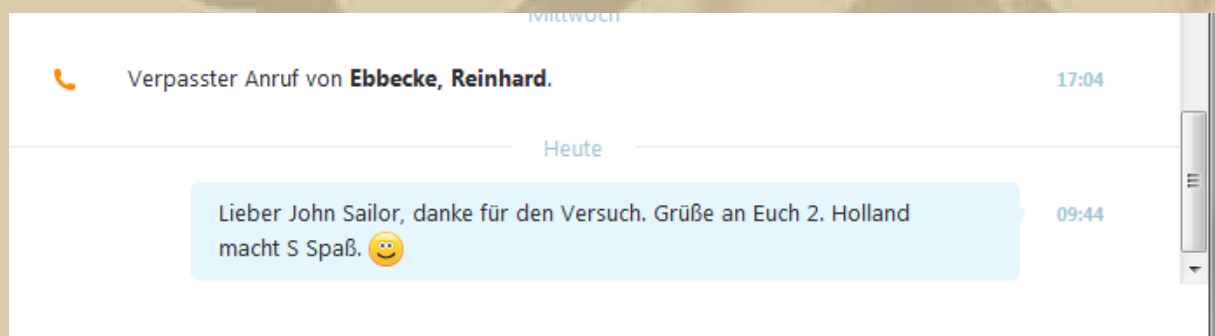 Mittwoch
Verpasster Anruf von Ebbecke, Reinhard. 17:04
Heute
Lieber John Sailor, danke für den Versuch. Grüße an Euch 2. Holland 09:44
macht S Spaß.